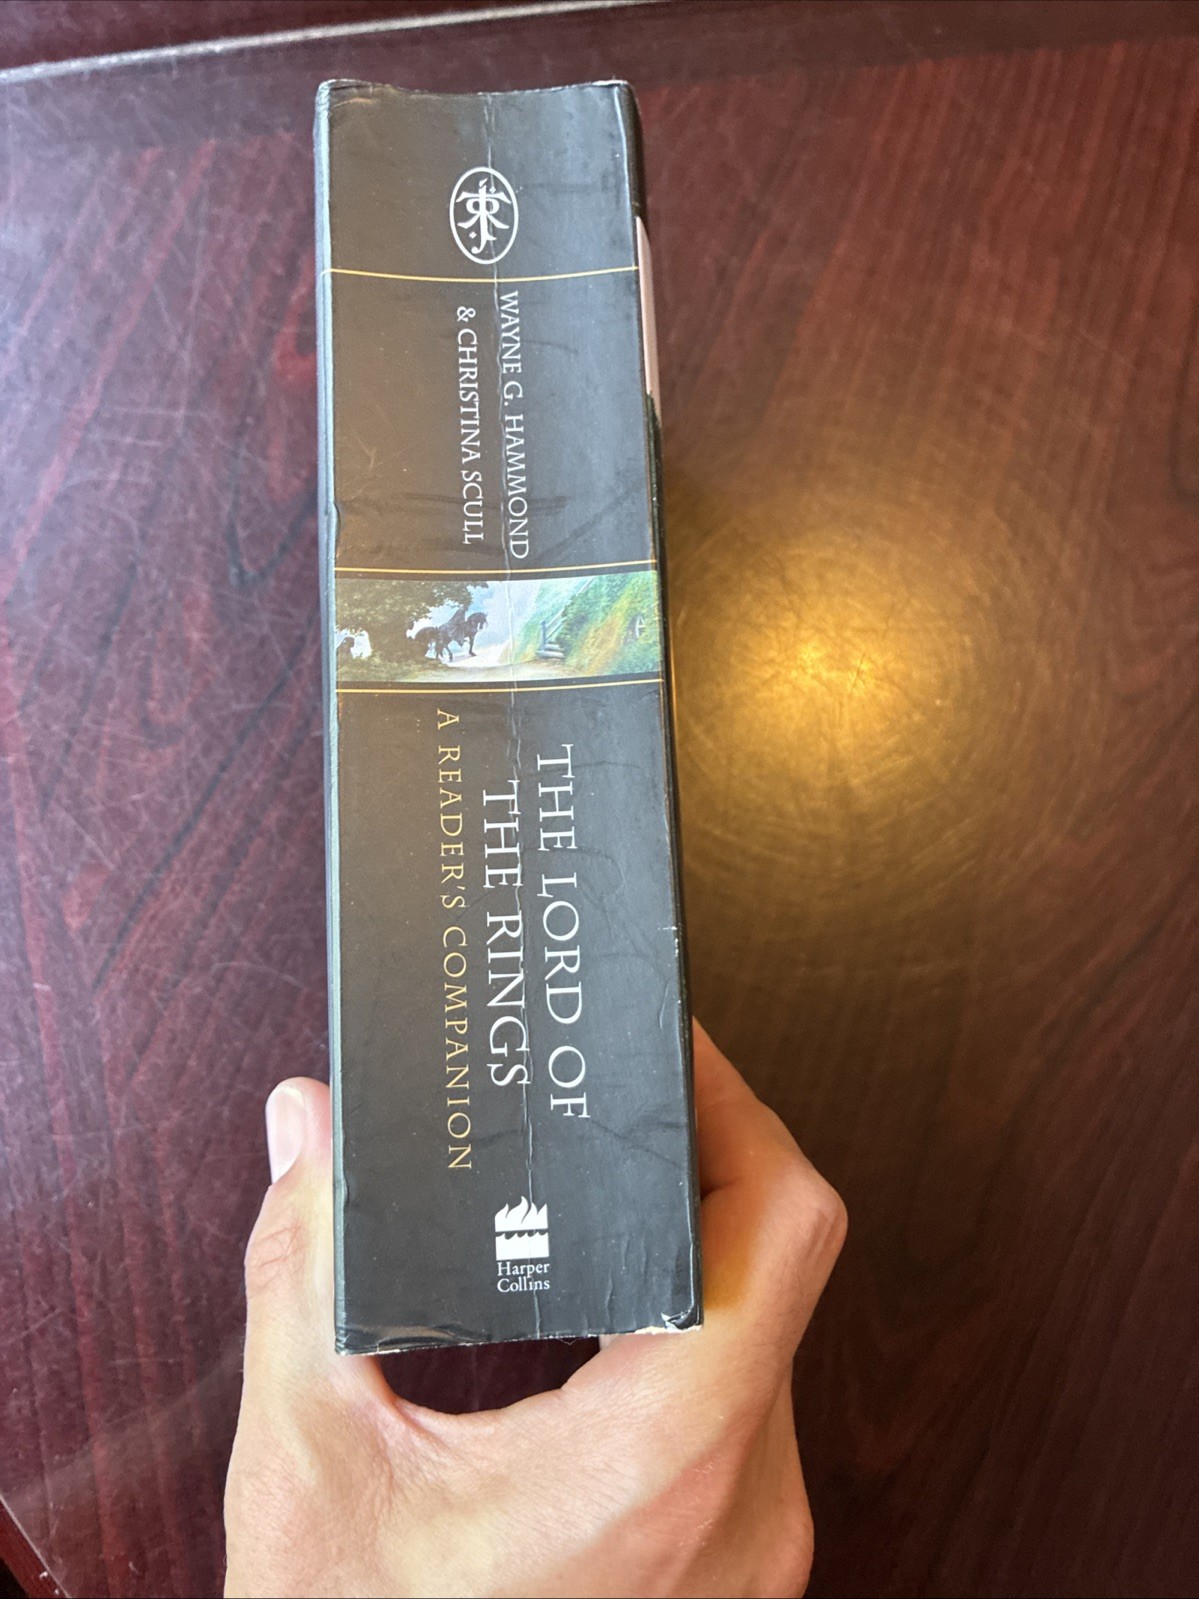 WAYNE G. HAMMOND
& CHRISTINA SCULL
THE LORD OF
THE RINGS
A READER'S COMPANION
Harper
Collins